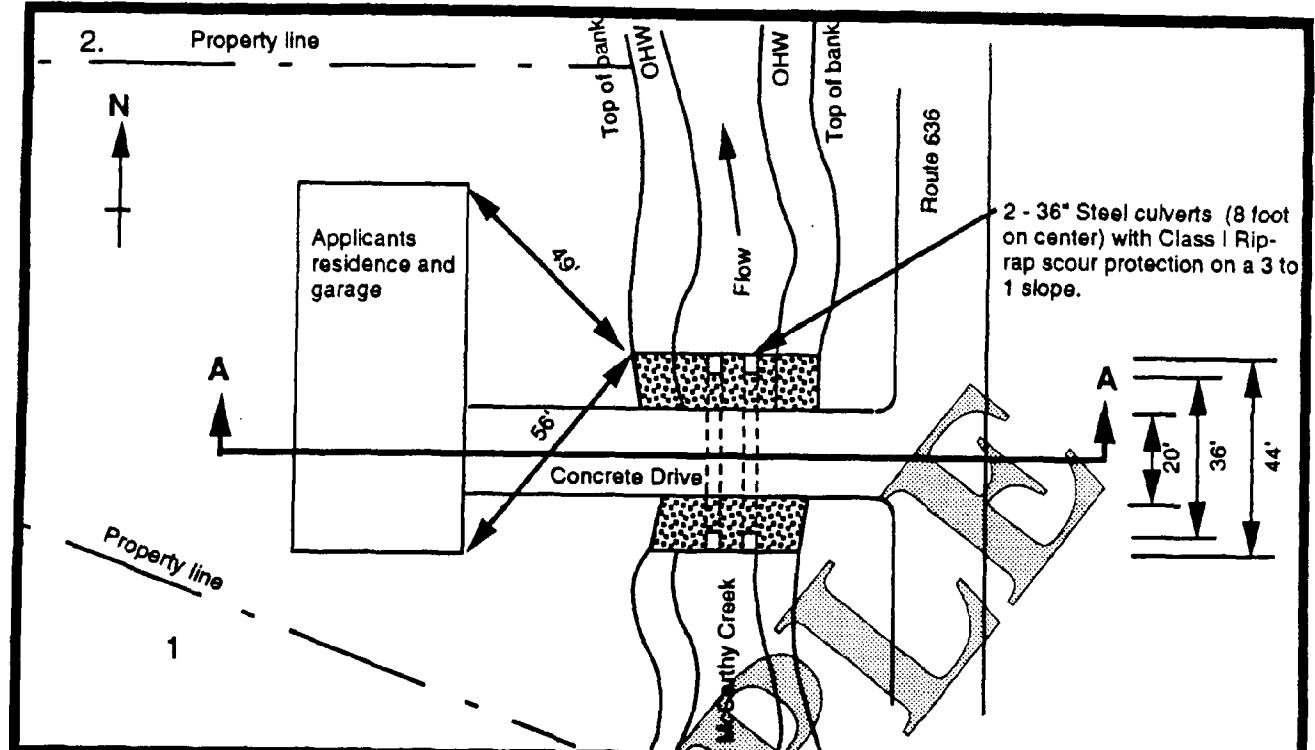 2.
Property line
N
Top of bank
OHW
OHW
Top of bank
Route 636
Flow
Applicants
residence and
garage
49'
2 - 36" Steel culverts (8 foot
on center) with Class I Rip-
rap scour protection on a 3 to
1 slope.
A
A
56'
20'
36'
44'
Concrete Drive
Property line
1
McCarthy Creek